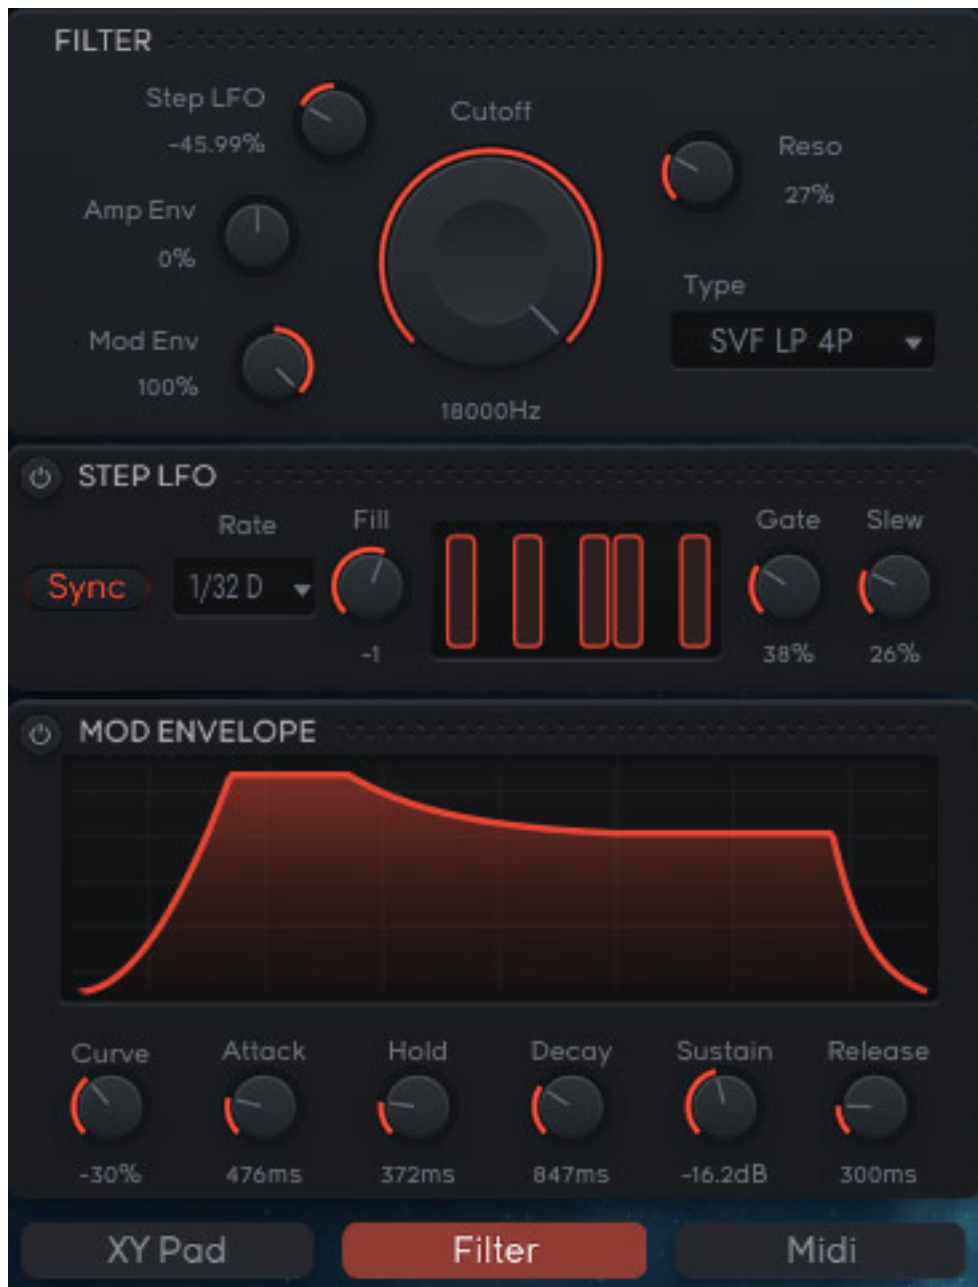 FILTER
Step LFO
-45.99%
Cutoff
Reso
27%
Amp Env
0%
Type
SVF LP 4P
Mod Env
100%
18000Hz
STEP LFO
Rate
Fill
Gate
Slew
Sync
1/32 D
-1
38%
26%
MOD ENVELOPE
Curve
Attack
Hold
Decay
Sustain
Release
-30%
476ms
372ms
847ms
-16.2dB
300ms
XY Pad
Filter
Midi